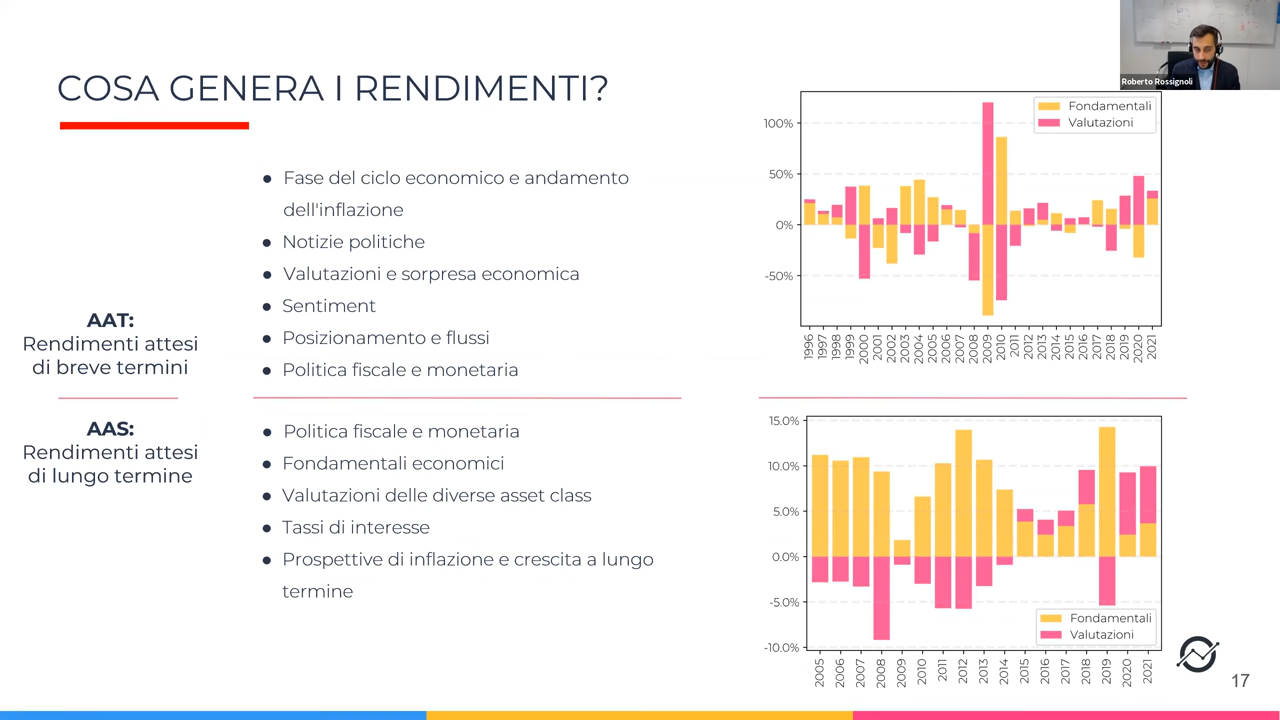 Roberto Rossignoli
COSA GENERA I RENDIMENTI?
AAT:
Rendimenti attesi
di breve termini
● Fase del ciclo economico e andamento
dell'inflazione
● Notizie politiche
● Valutazioni e sorpresa economica
● Sentiment
● Posizionamento e flussi
● Politica fiscale e monetaria
Fondamentali
Valutazioni
100%
50%
0%
-50%
1996 1997 1998 1999 2000 2001 2002 2003 2004 2005 2006 2007 2008 2009 2010 2011 2012 2013 2014 2015 2016 2017 2018 2019 2020 2021
AAS:
Rendimenti attesi
di lungo termine
● Politica fiscale e monetaria
● Fondamentali economici
● Valutazioni delle diverse asset class
● Tassi di interesse
● Prospettive di inflazione e crescita a lungo
termine
15.0%
10.0%
5.0%
0.0%
-5.0%
-10.0%
Fondamentali
Valutazioni
2005 2006 2007 2008 2009 2010 2011 2012 2013 2014 2015 2016 2017 2018 2019 2020 2021
17